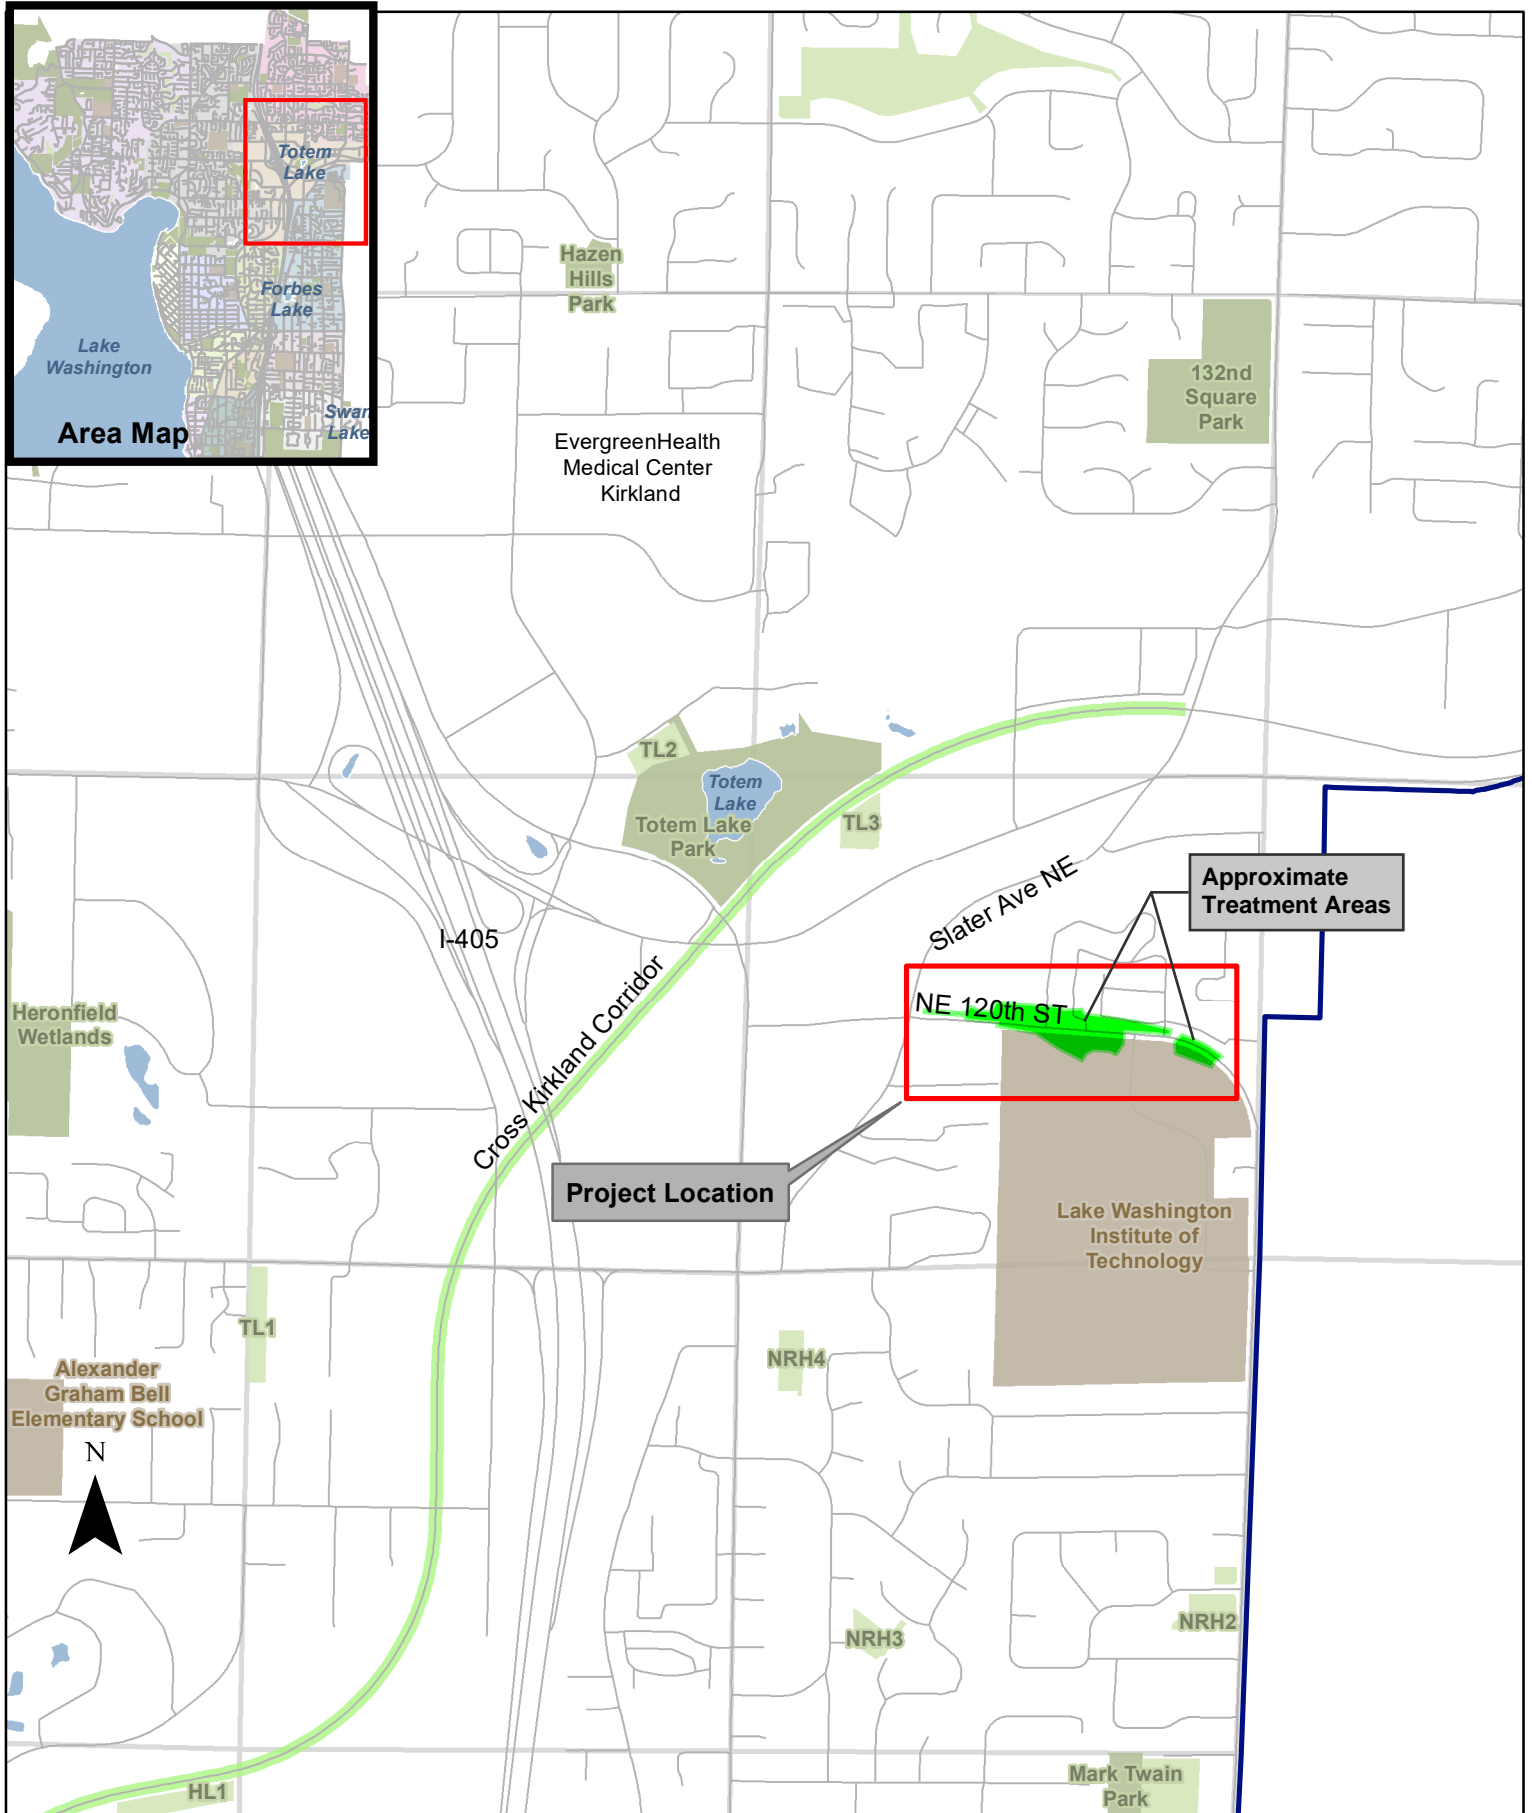 Totem
Lake
Forbes
Lake
Lake
Washington
Swan
Lake
Area Map
Hazen
Hills
Park
132nd
Square
Park
EvergreenHealth
Medical Center
Kirkland
TL2
Totem
Lake
Totem Lake
Park
TL3
Slater Ave NE
Approximate
Treatment Areas
I-405
Cross Kirkland Corridor
NE 120th ST
Heronfield
Wetlands
Project Location
Lake Washington
Institute of
Technology
TL1
NRH4
Alexander
Graham Bell
Elementary School
N
NRH3
NRH2
HL1
Mark Twain
Park